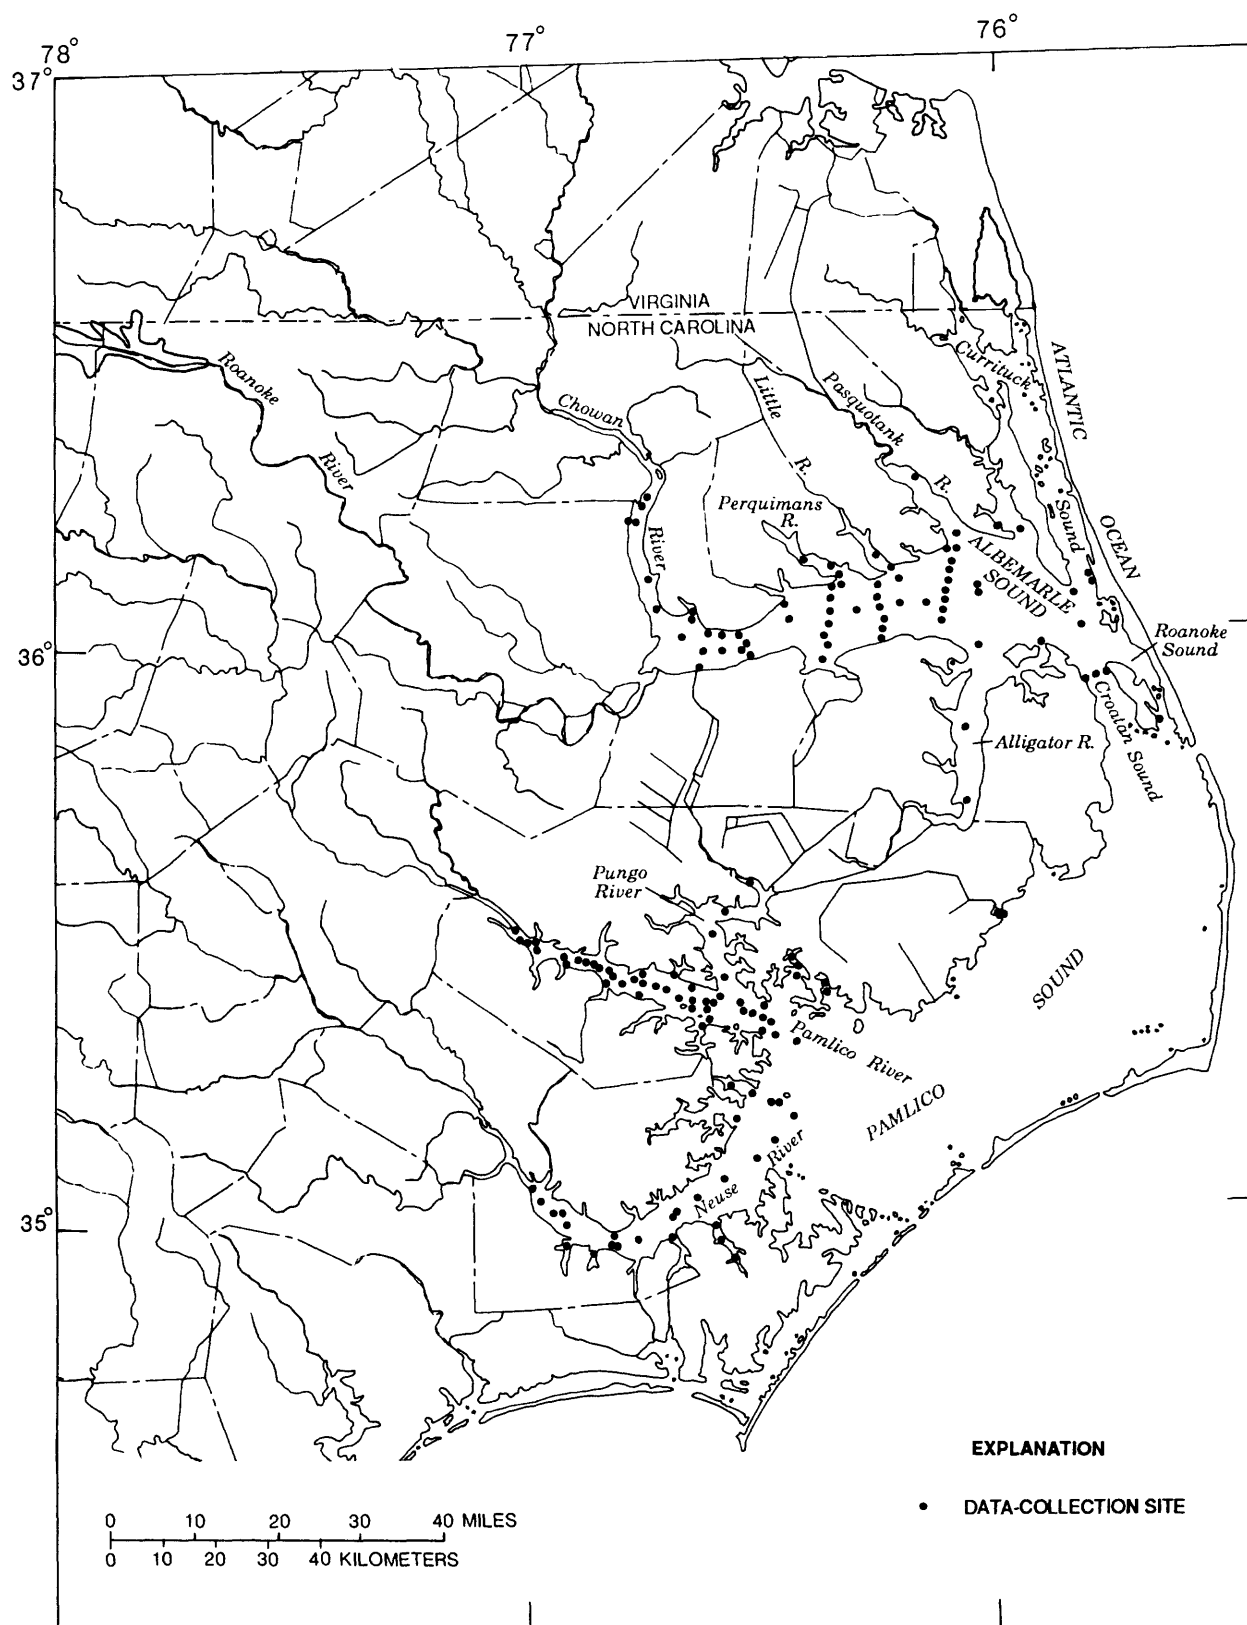 78°
77°
76°
37°
VIRGINIA
NORTH CAROLINA
Roanoke
River
Chowan
River
Little
R.
Pasquotank
R.
Perquimans
R.
Currituck
Sound
ATLANTIC
OCEAN
ALBEMARLE
SOUND
Roanoke
Sound
36°
Croatan Sound
Alligator R.
Pungo
River
SOUND
Pamlico River
PAMLICO
River
Neuse
35°
EXPLANATION
DATA-COLLECTION SITE
0 10 20 30 40 MILES
0 10 20 30 40 KILOMETERS